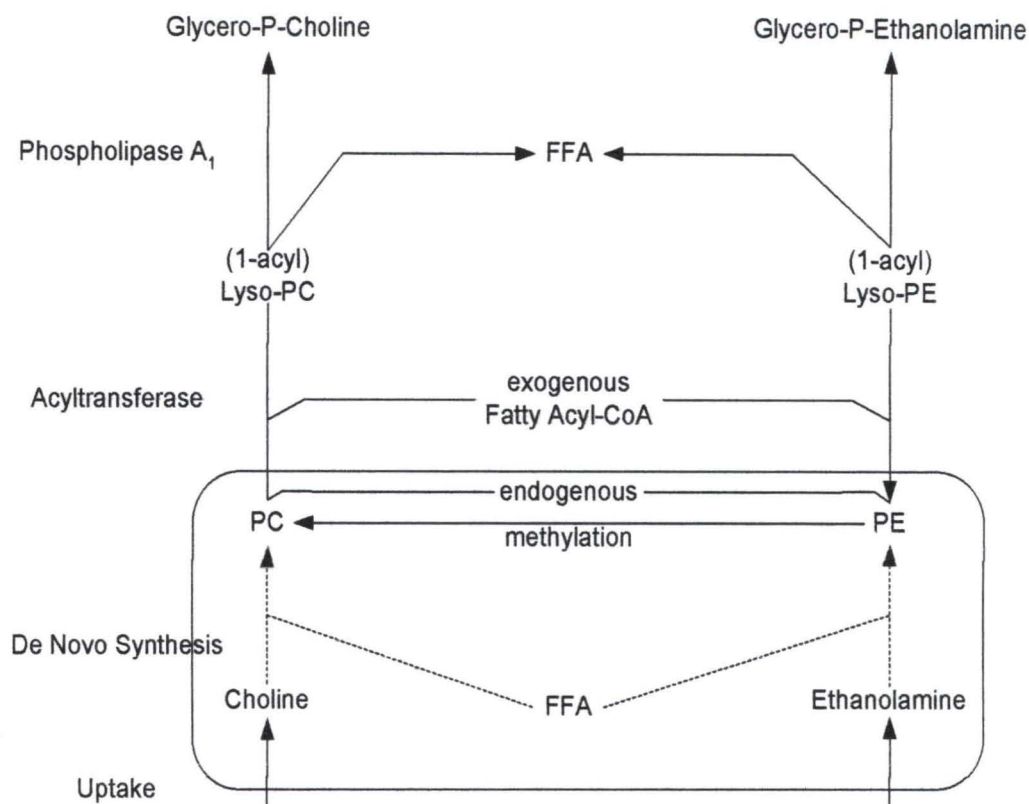 Glycero-P-Choline
Glycero-P-Ethanolamine
Phospholipase A₁
FFA
(1-acyl)
Lyso-PC
(1-acyl)
Lyso-PE
Acyltransferase
exogenous
Fatty Acyl-CoA
endogenous
PC
PE
methylation
De Novo Synthesis
Choline
FFA
Ethanolamine
Uptake